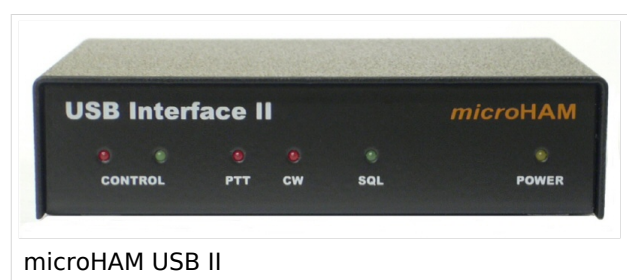 USB Interface II microHAM
CONTROL PTT CW SQL POWER
microHAM USB II